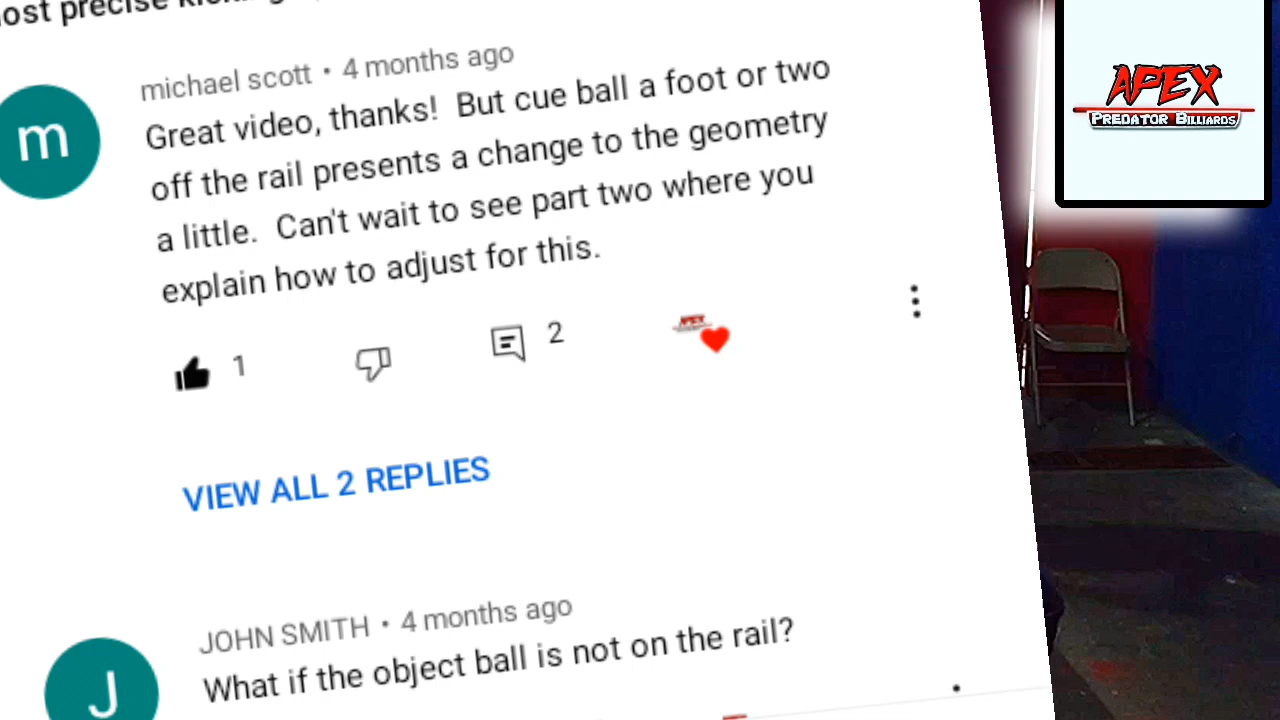 ost precise
michael scott • 4 months ago
Great video, thanks!  But cue ball a foot or two
off the rail presents a change to the geometry
a little.  Can't wait to see part two where you
explain how to adjust for this.
1
2
VIEW ALL 2 REPLIES
JOHN SMITH • 4 months ago
What if the object ball is not on the rail?
m
J
APEX
PREDATOR BILLIARDS